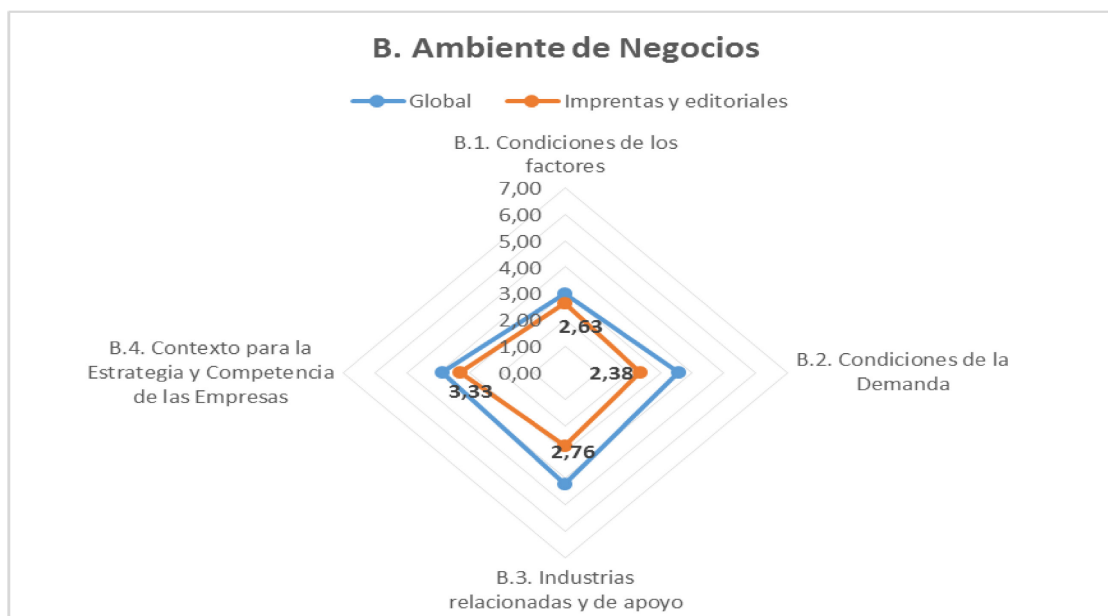 B. Ambiente de Negocios
Global
Imprentas y editoriales
B.1. Condiciones de los
factores
7,00
6,00
5,00
4,00
3,00
2,00
1,00
0,00
2,63
2,38
2,76
3,33
B.2. Condiciones de la
Demanda
B.3. Industrias
relacionadas y de apoyo
B.4. Contexto para la
Estrategia y Competencia
de las Empresas